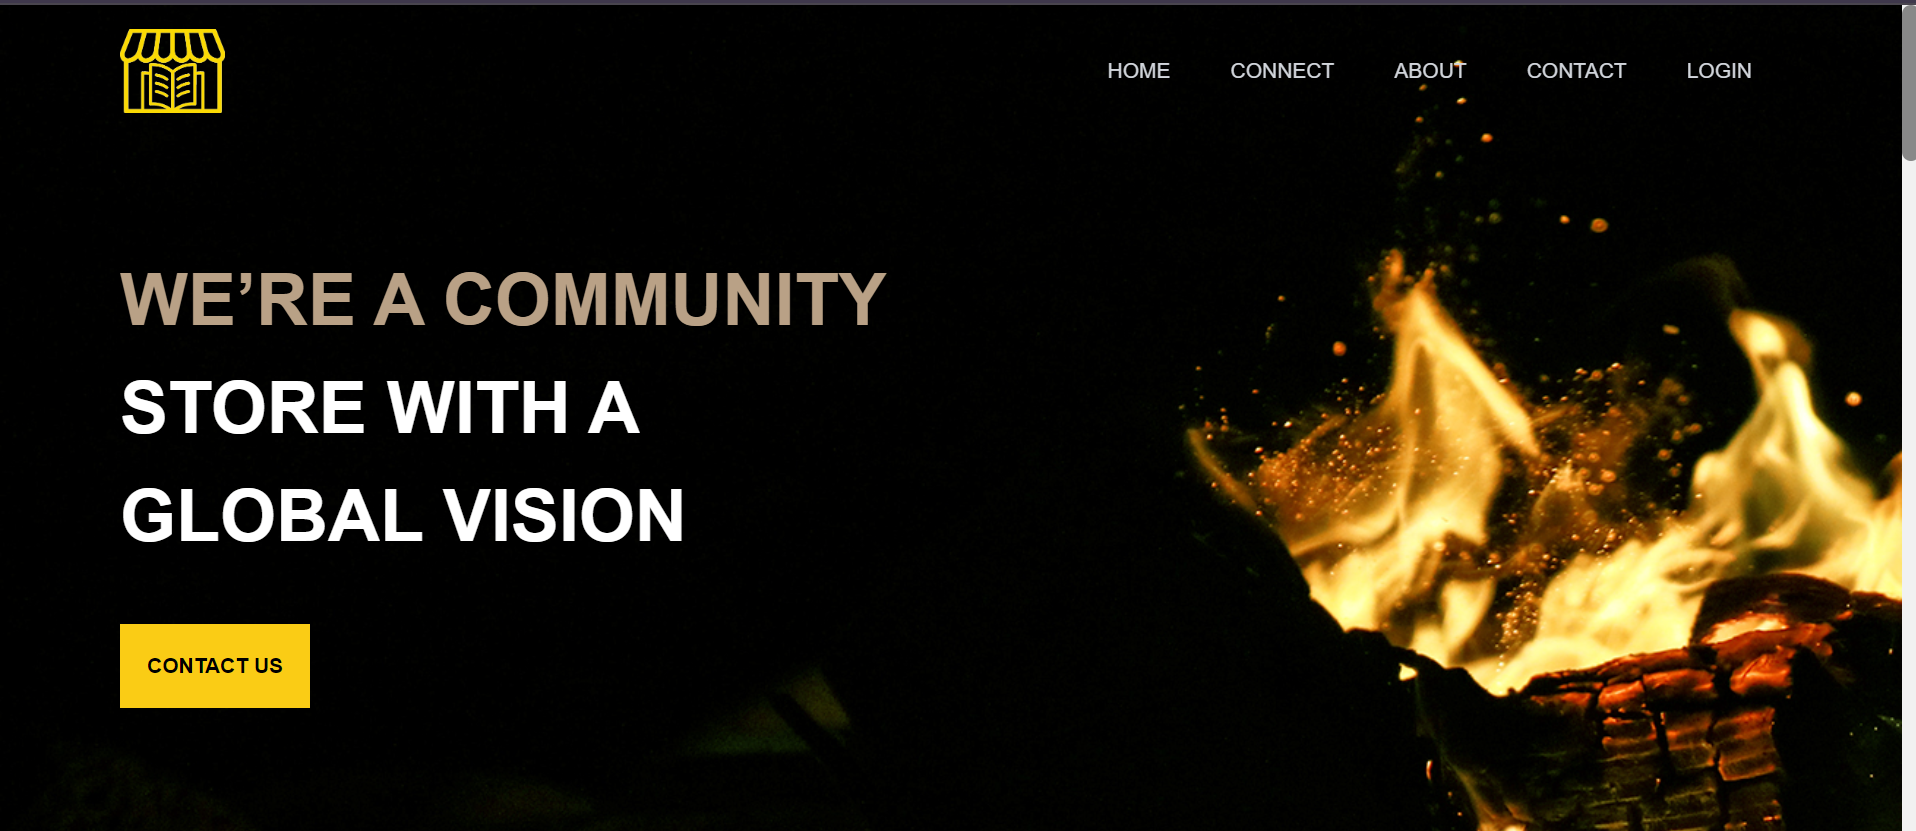 HOME CONNECT ABOUT CONTACT LOGIN
WE’RE A COMMUNITY
STORE WITH A
GLOBAL VISION
CONTACT US